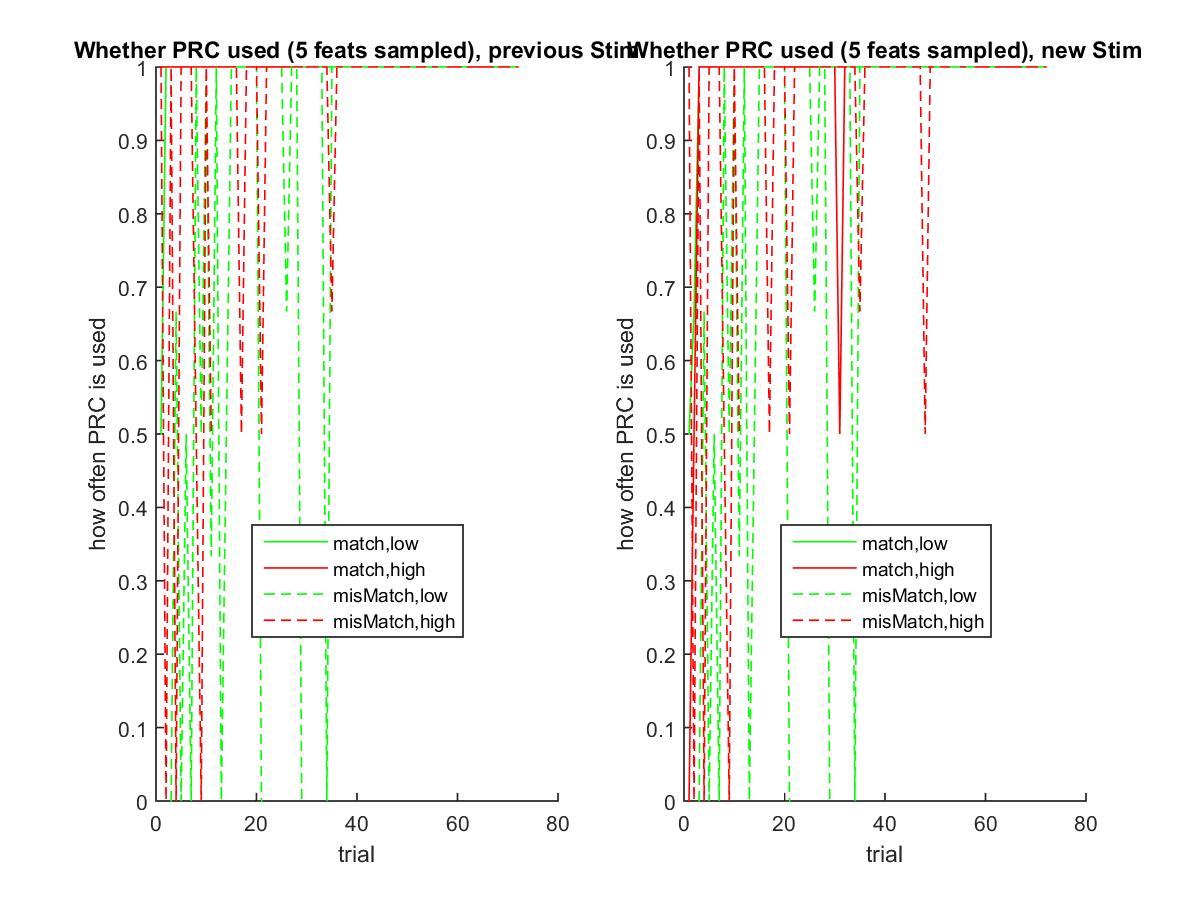 Whether PRC used (5 feats sampled), previous Stim
1
0.9
0.8
0.7
0.6
0.5
0.4
0.3
0.2
0.1
0
how often PRC is used
match,low
match,high
misMatch,low
misMatch,high
0 20 40 60 80
trial
Whether PRC used (5 feats sampled), new Stim
1
0.9
0.8
0.7
0.6
0.5
0.4
0.3
0.2
0.1
0
how often PRC is used
match,low
match,high
misMatch,low
misMatch,high
0 20 40 60 80
trial